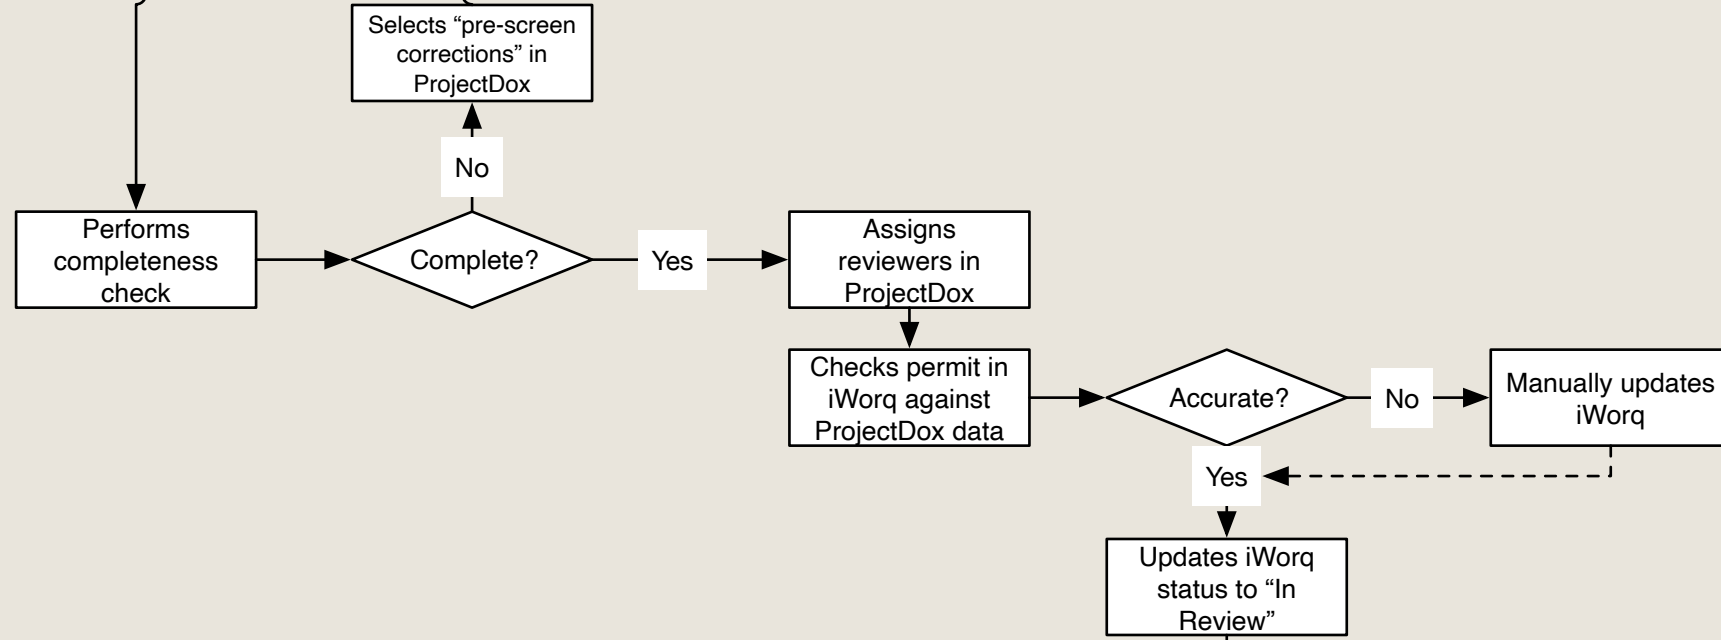 Selects “pre-screen
corrections” in
ProjectDox
No
Performs
completeness
check
Complete?
Yes
Assigns
reviewers in
ProjectDox
Checks permit in
iWorq against
ProjectDox data
Accurate?
No
Manually updates
iWorq
Yes
Updates iWorq
status to “In
Review”